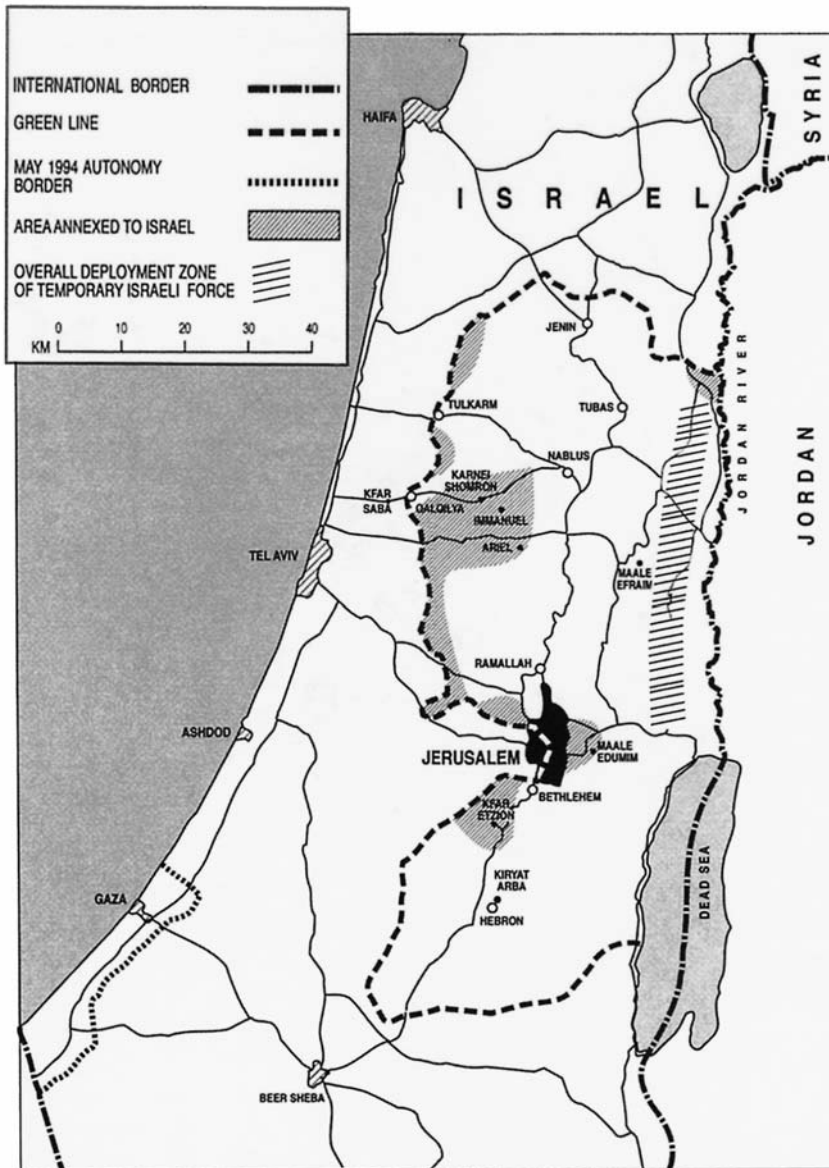 INTERNATIONAL BORDER
GREEN LINE
MAY 1994 AUTONOMY
BORDER
AREA ANNEXED TO ISRAEL
OVERALL DEPLOYMENT ZONE
OF TEMPORARY ISRAELI FORCE
0 10 20 30 40
KM
SYRIA
HAIFA
ISRAEL
JENIN
JORDAN RIVER
TULKARM
TUBAS
NABLUS
KARNEI
SHOMRON
KFAR
SABA
QALQILYA
IMMANUEL
JORDAN
ARIEL
TEL AVIV
MAALE
EFRAIM
RAMALLAH
ASHDOD
JERUSALEM
MAALE
EDUMIM
BETHLEHEM
KFAR
ETZION
KIRYAT
ARBA
DEAD SEA
GAZA
HEBRON
BEER SHEBA